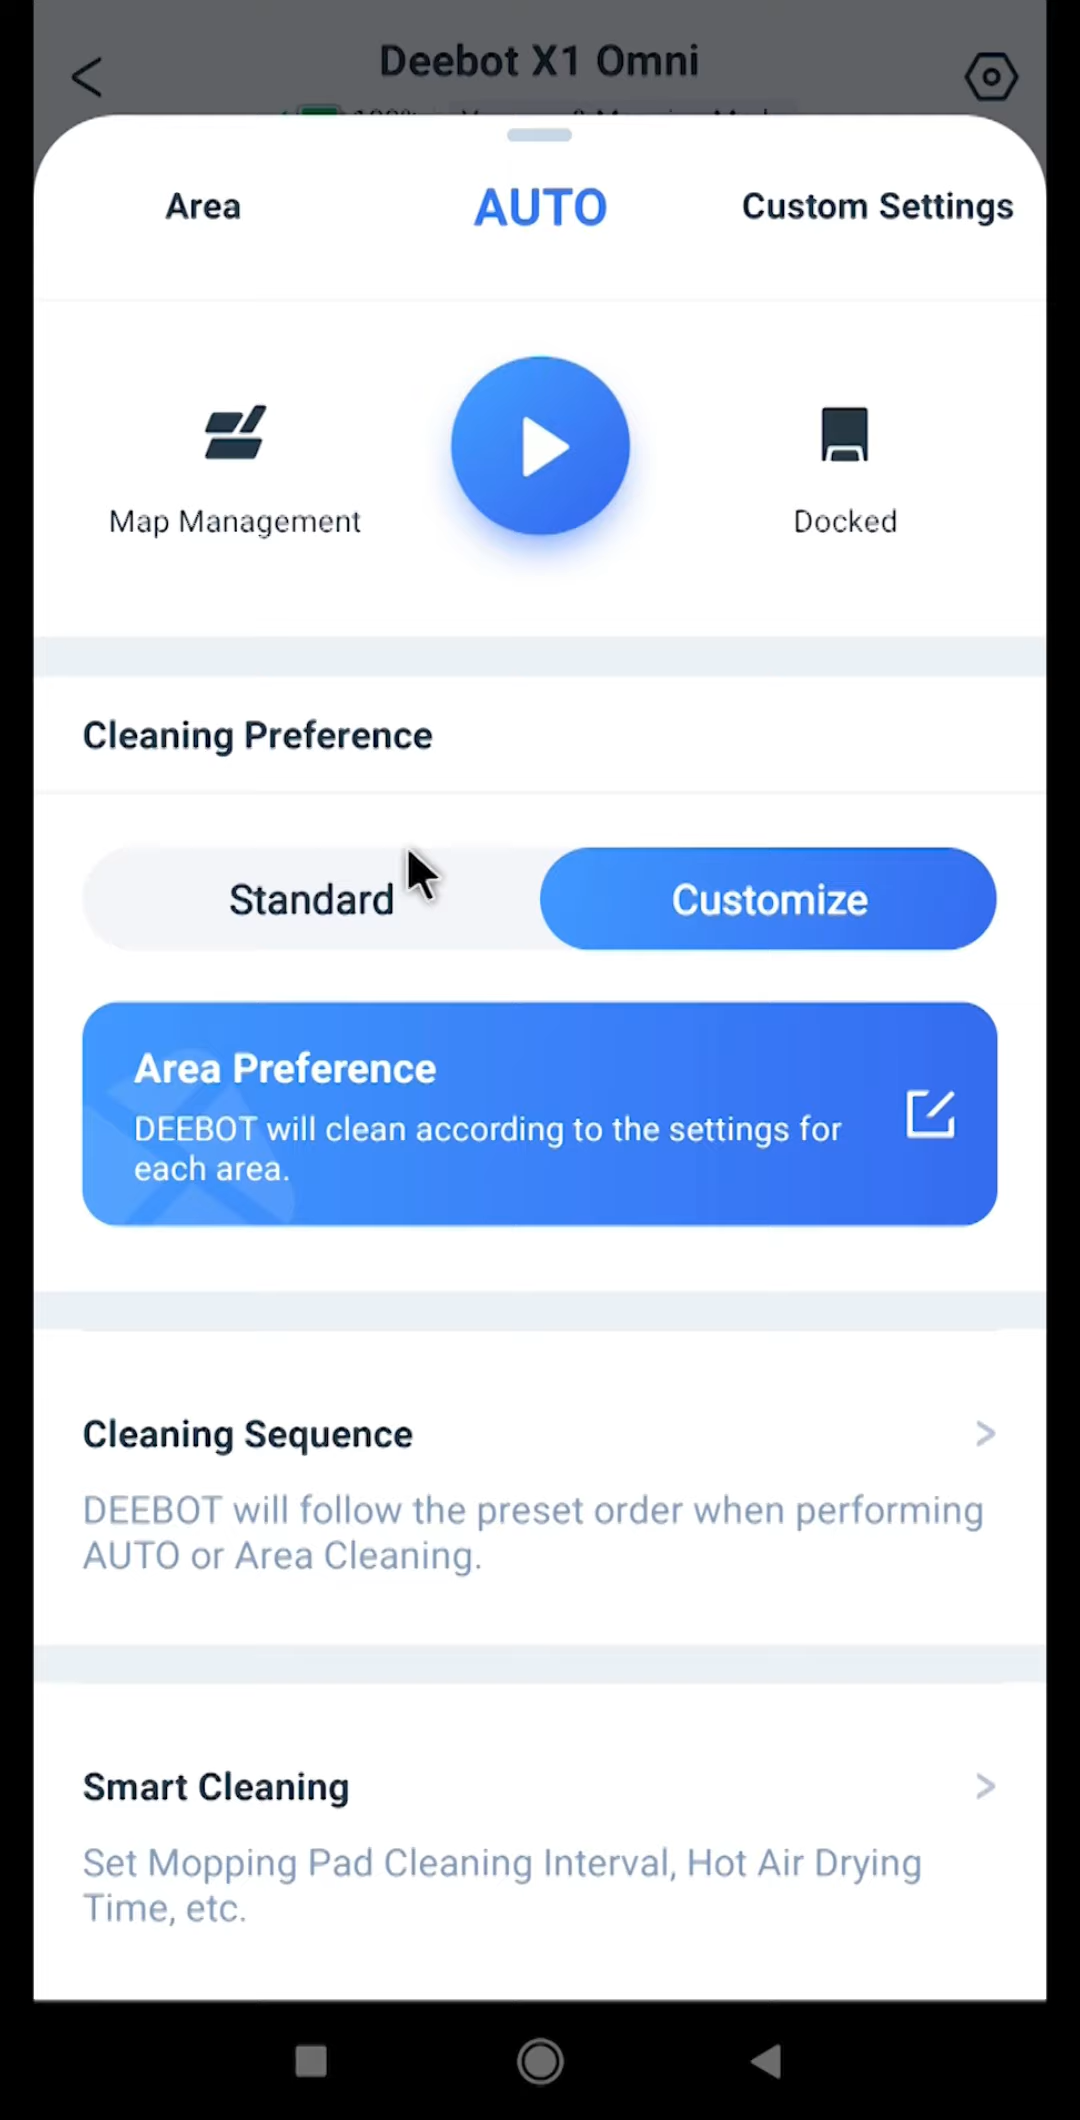 Deebot X1 Omni
Area
AUTO
Custom Settings
Map Management
Docked
Cleaning Preference
Standard
Customize
Area Preference
DEEBOT will clean according to the settings for
each area.
Cleaning Sequence
DEEBOT will follow the preset order when performing
AUTO or Area Cleaning.
Smart Cleaning
Set Mopping Pad Cleaning Interval, Hot Air Drying
Time, etc.